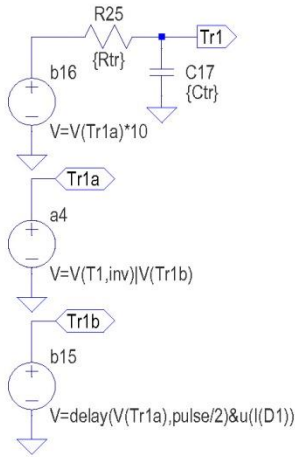 R25
Tr1
{Rtr}
C17
{Ctr}
b16
V=V(Tr1a)*10
Tr1a
a4
V=V(T1,inv)|V(Tr1b)
Tr1b
b15
V=delay(V(Tr1a),pulse/2)&u(I(D1))